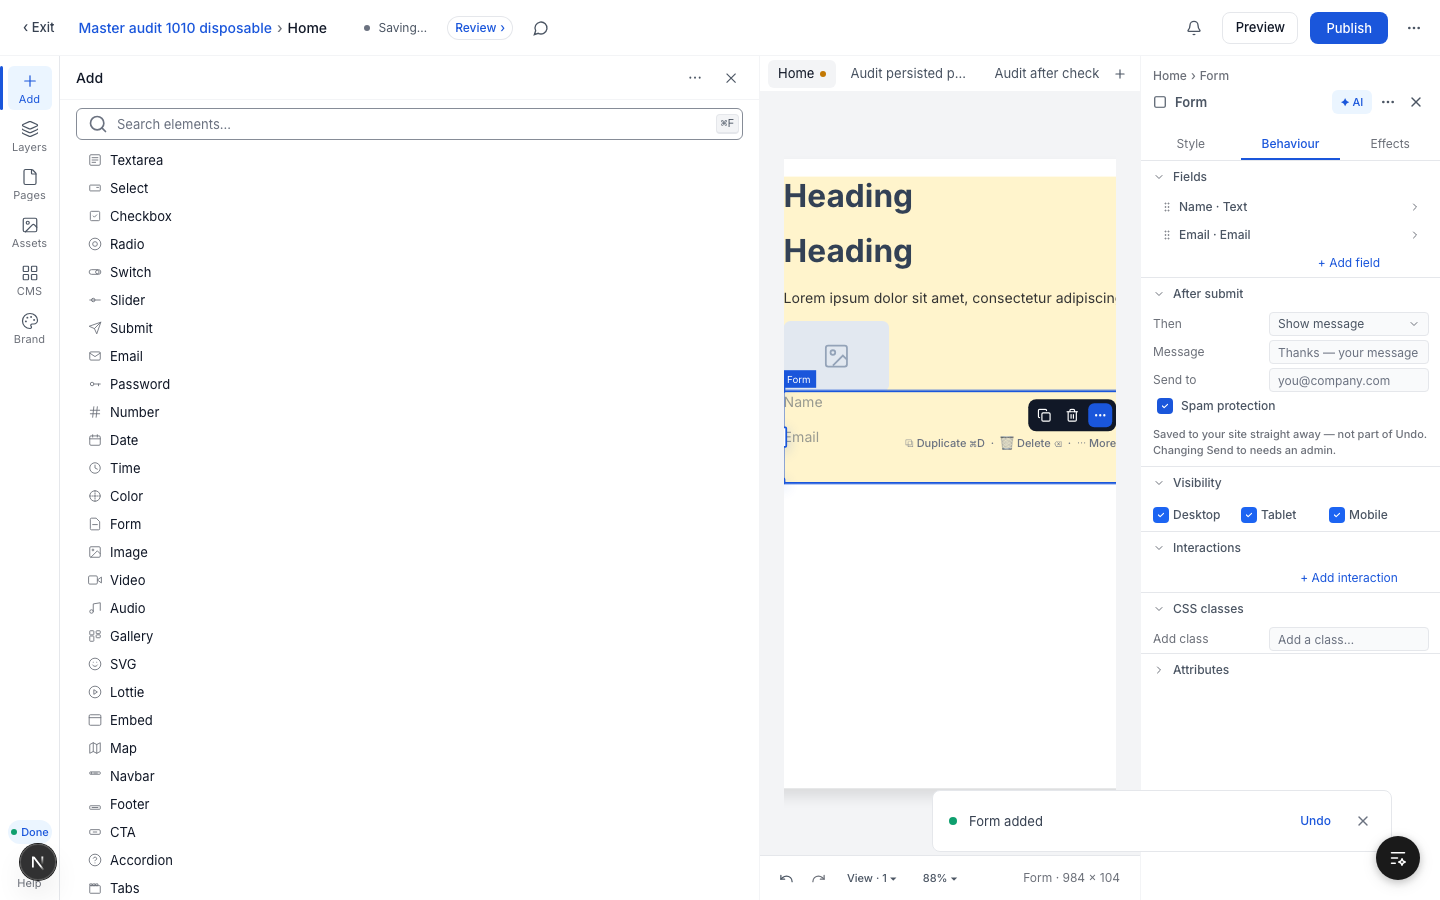 ‹ Exit
Master audit 1010 disposable › Home
Saving...
Review ›
Preview
Publish
Add
Layers
Pages
Assets
CMS
Brand
Done
N
Help
Add
Search elements...
⌘F
Textarea
Select
Checkbox
Radio
Switch
Slider
Submit
Email
Password
Number
Date
Time
Color
Form
Image
Video
Audio
Gallery
SVG
Lottie
Embed
Map
Navbar
Footer
CTA
Accordion
Tabs
Home
Audit persisted p...
Audit after check
Heading
Heading
Lorem ipsum dolor sit amet, consectetur adipiscin
Form
Name
Email
Duplicate ⌘D · Delete ⌫ · ··· More
Form added
Undo
View · 1
88%
Form · 984 × 104
Home › Form
Form
AI
Style
Behaviour
Effects
Fields
Name · Text
Email · Email
+ Add field
After submit
Then
Show message
Message
Thanks — your message
Send to
you@company.com
Spam protection
Saved to your site straight away — not part of Undo.
Changing Send to needs an admin.
Visibility
Desktop
Tablet
Mobile
Interactions
+ Add interaction
CSS classes
Add class
Add a class...
Attributes